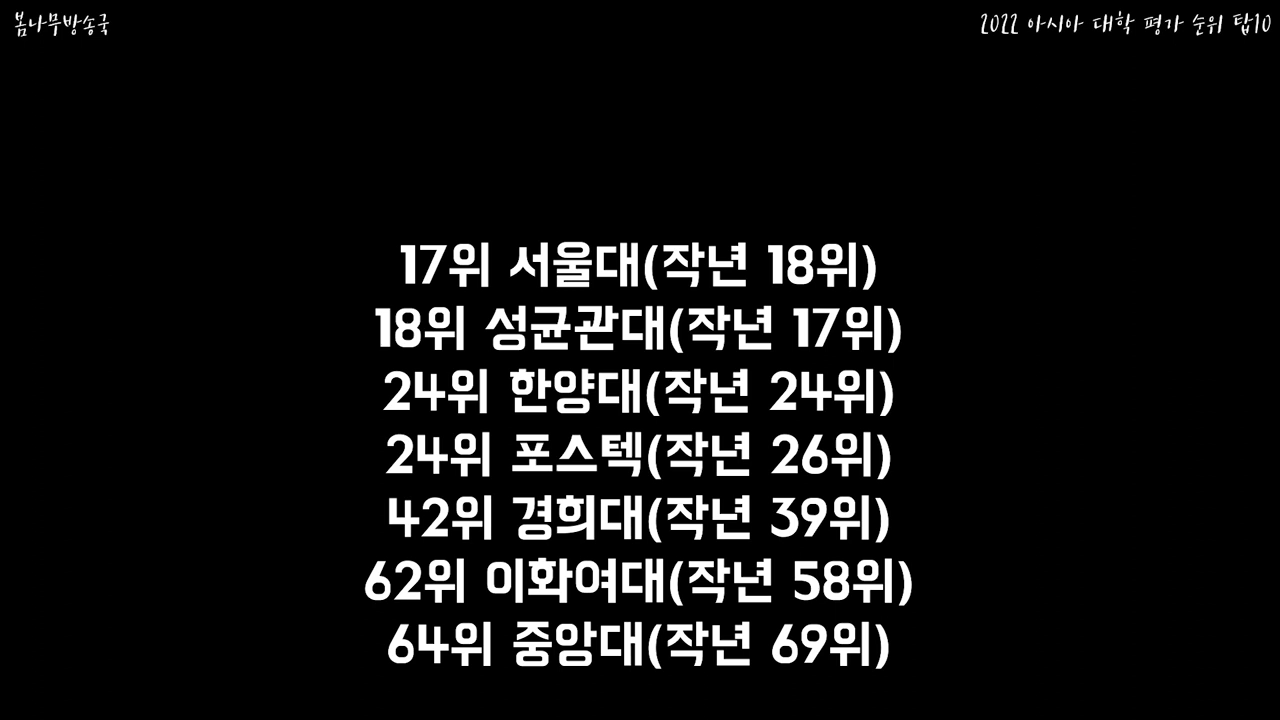 봄나무방송국
2022 아시아 대학 평가 순위 탑10
17위 서울대(작년 18위)
18위 성균관대(작년 17위)
24위 한양대(작년 24위)
24위 포스텍(작년 26위)
42위 경희대(작년 39위)
62위 이화여대(작년 58위)
64위 중앙대(작년 69위)